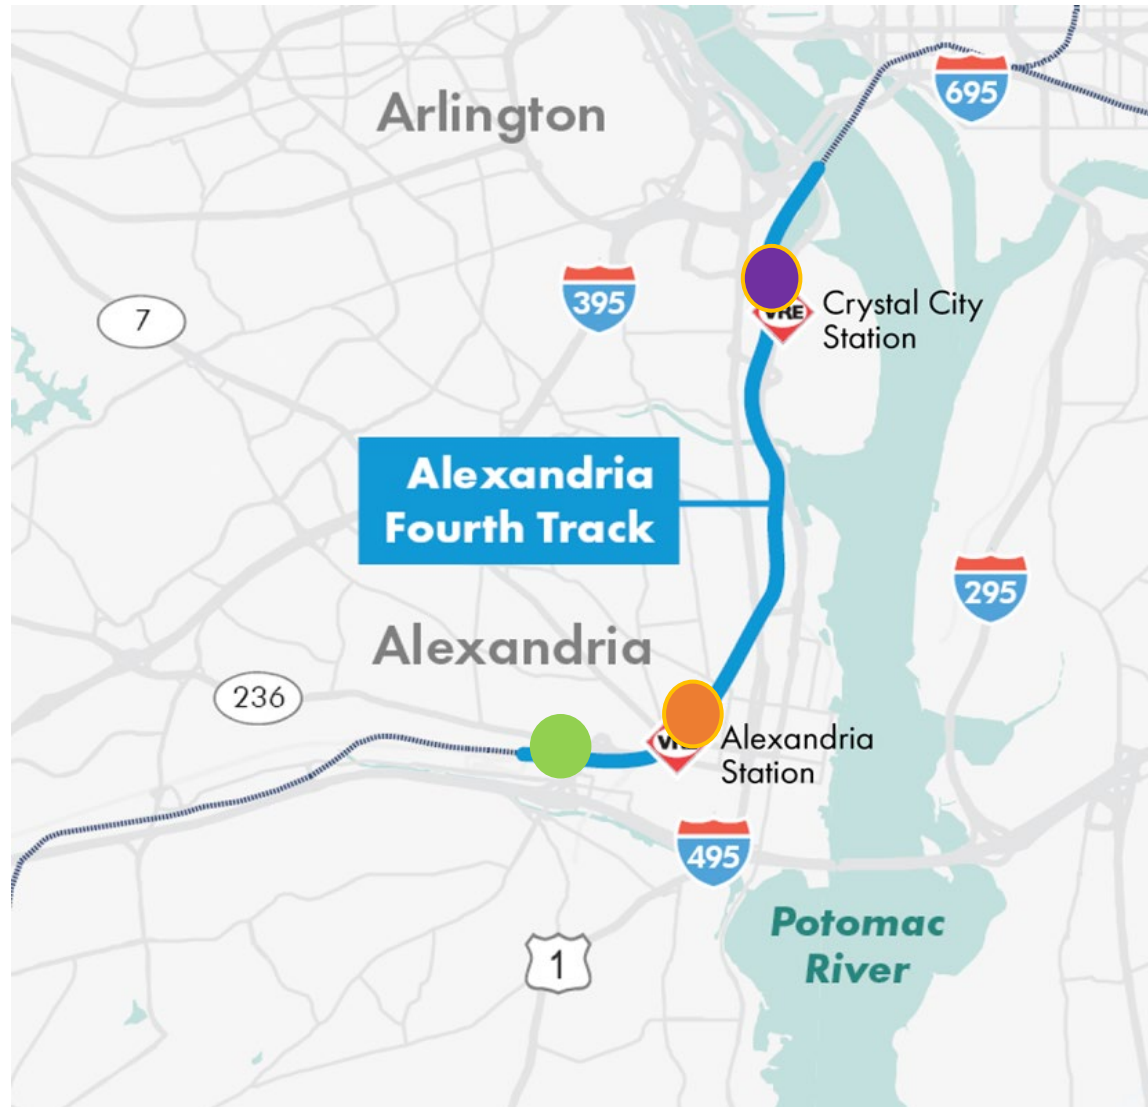 695
Arlington
395
VRE
Crystal City
Station
7
Alexandria
Fourth Track
295
Alexandria
236
Alexandria
Station
495
Potomac
River
1